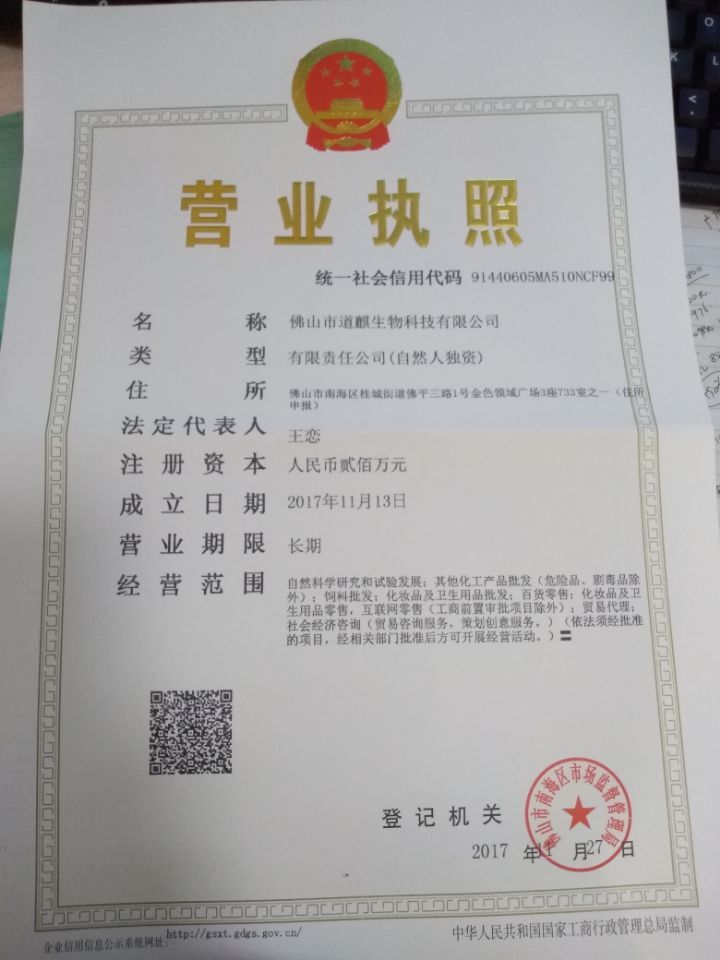 营业执照
统一社会信用代码 91440605MA510NCF99
名称 佛山市道麒生物科技有限公司
类型 有限责任公司(自然人独资)
住所 佛山市南海区桂城街道佛平三路1号金色领域广场3座733室之一（住所
申报）
法定代表人 王恋
注册资本 人民币贰佰万元
成立日期 2017年11月13日
营业期限 长期
经营范围 自然科学研究和试验发展；其他化工产品批发（危险品、剧毒品除
外）；饲料批发；化妆品及卫生用品批发；百货零售；化妆品及卫
生用品零售，互联网零售（工商前置审批项目除外）；贸易代理；
社会经济咨询（贸易咨询服务，策划创意服务。）（依法须经批准
的项目，经相关部门批准后方可开展经营活动。）〓
佛山市南海区市场监督管理局
登记机关
2017 年11 月27 日
企业信用信息公示系统网址： http://gsxt.gdgs.gov.cn/
中华人民共和国国家工商行政管理总局监制